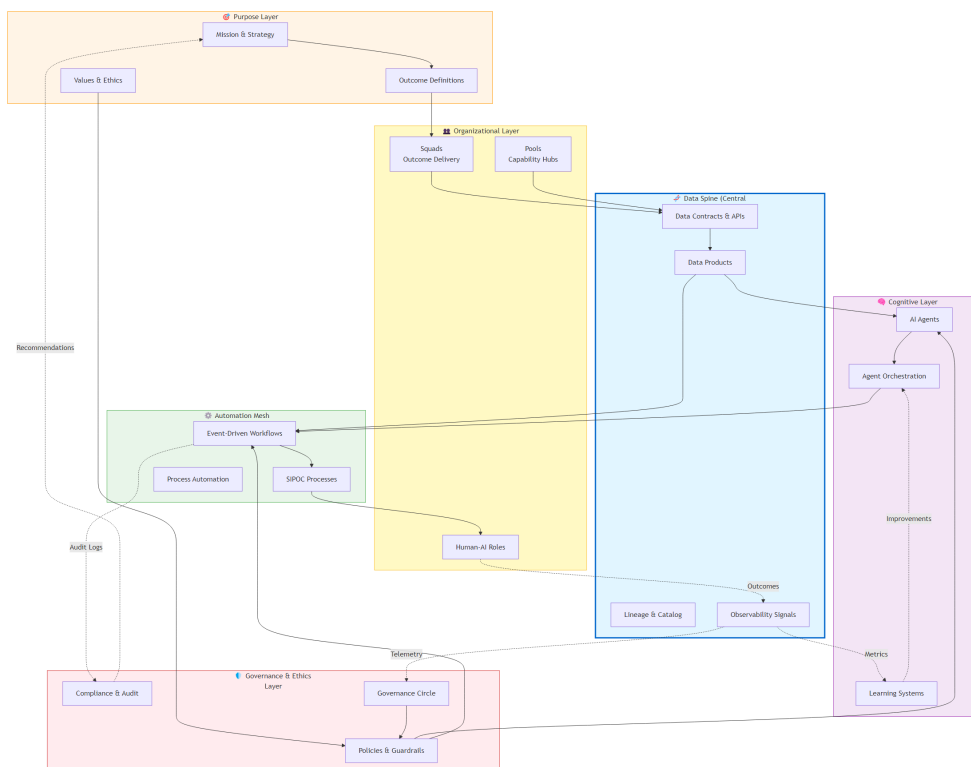 🎯 Purpose Layer
Mission & Strategy
Values & Ethics
Outcome Definitions
👥 Organizational Layer
Squads
Outcome Delivery
Pools
Capability Hubs
🧬 Data Spine (Central
Data Contracts & APIs
Data Products
🧠 Cognitive Layer
AI Agents
Recommendations
Agent Orchestration
⚙️ Automation Mesh
Event-Driven Workflows
Process Automation
SIPOC Processes
Improvements
Audit Logs
Human-AI Roles
Outcomes
Lineage & Catalog
Observability Signals
Telemetry
Metrics
🛡️ Governance & Ethics
Layer
Compliance & Audit
Governance Circle
Learning Systems
Policies & Guardrails